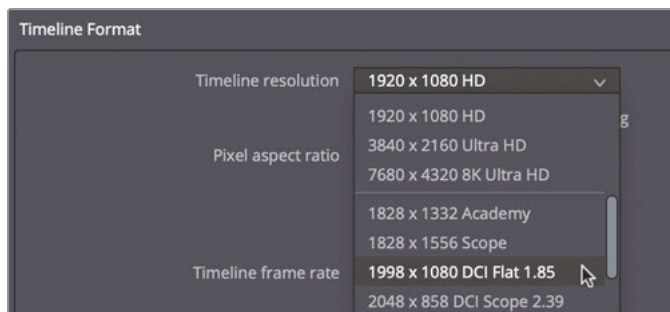 Timeline Format
Timeline resolution 1920 x 1080 HD
1920 x 1080 HD
g
3840 x 2160 Ultra HD
Pixel aspect ratio
7680 x 4320 8K Ultra HD
1828 x 1332 Academy
1828 x 1556 Scope
Timeline frame rate 1998 x 1080 DCI Flat 1.85
2048 x 858 DCI Scope 2.39